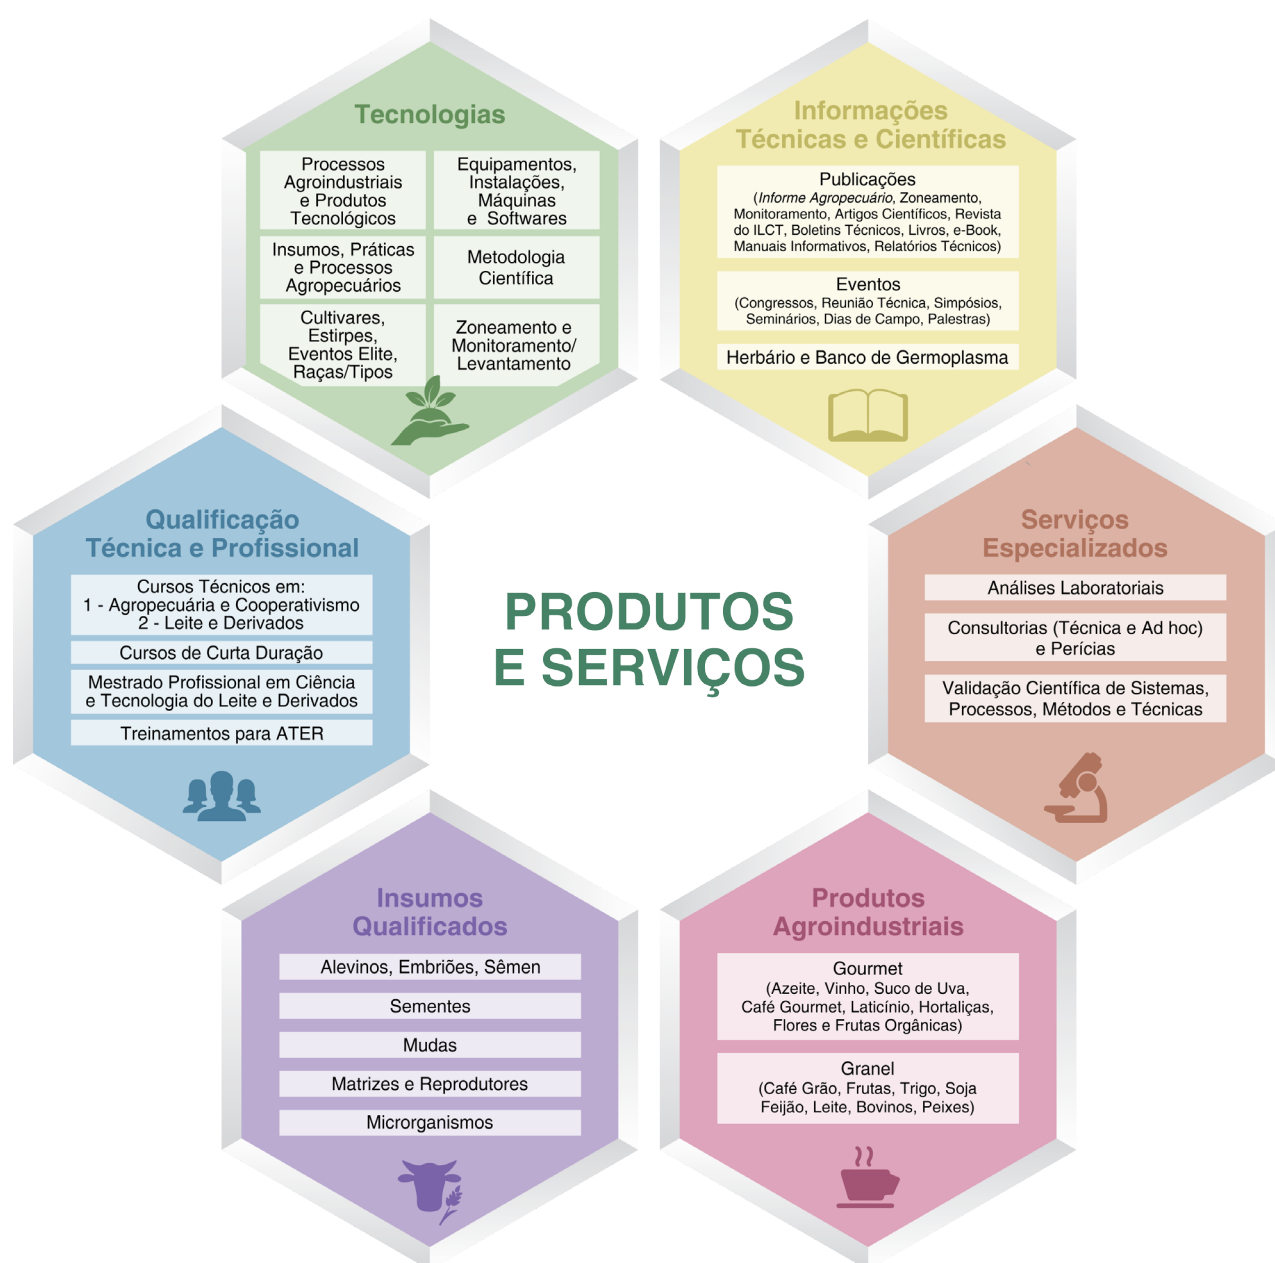 Tecnologias
Processos
Agroindustriais
e Produtos
Tecnológicos
Equipamentos,
Instalações,
Máquinas
e Softwares
Insumos, Práticas
e Processos
Agropecuários
Metodologia
Científica
Cultivares,
Estirpes,
Eventos Elite,
Raças/Tipos
Zoneamento e
Monitoramento/
Levantamento
Informações
Técnicas e Científicas
Publicações
(Informe Agropecuário, Zoneamento,
Monitoramento, Artigos Científicos, Revista
do ILCT, Boletins Técnicos, Livros, e-Book,
Manuais Informativos, Relatórios Técnicos)
Eventos
(Congressos, Reunião Técnica, Simpósios,
Seminários, Dias de Campo, Palestras)
Herbário e Banco de Germoplasma
Qualificação
Técnica e Profissional
Cursos Técnicos em:
1 - Agropecuária e Cooperativismo
2 - Leite e Derivados
Cursos de Curta Duração
Mestrado Profissional em Ciência
e Tecnologia do Leite e Derivados
Treinamentos para ATER
PRODUTOS
E SERVIÇOS
Serviços
Especializados
Análises Laboratoriais
Consultorias (Técnica e Ad hoc)
e Perícias
Validação Científica de Sistemas,
Processos, Métodos e Técnicas
Insumos
Qualificados
Alevinos, Embriões, Sêmen
Sementes
Mudas
Matrizes e Reprodutores
Microrganismos
Produtos
Agroindustriais
Gourmet
(Azeite, Vinho, Suco de Uva,
Café Gourmet, Laticínio, Hortaliças,
Flores e Frutas Orgânicas)
Granel
(Café Grão, Frutas, Trigo, Soja
Feijão, Leite, Bovinos, Peixes)